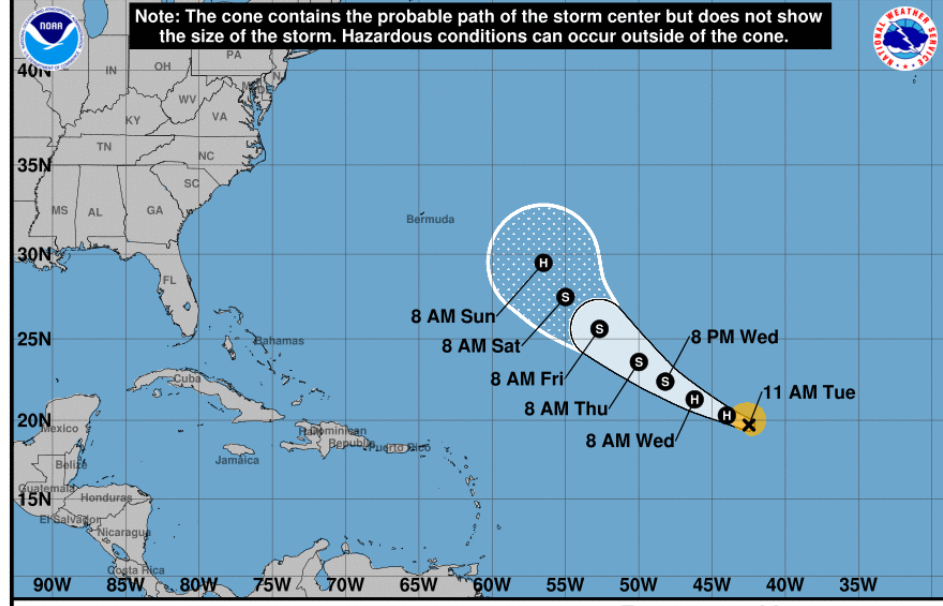 Note: The cone contains the probable path of the storm center but does not show
the size of the storm. Hazardous conditions can occur outside of the cone.
NOAA
NATIONAL WEATHER SERVICE
40N
IN
OH
PA
WV
KY
VA
TN
NC
35N
SC
MS
AL
GA
Bermuda
30N
FL
H
8 AM Sun
S
8 AM Sat
25N
Bahamas
S
8 PM Wed
8 AM Fri
S
S
Cuba
11 AM Tue
8 AM Thu
H
H
20N
Mexico
Dominican
Republic
Puerto Rico
8 AM Wed
Jamaica
Belize
Guatemala
Honduras
15N
El Salvador
Nicaragua
Costa Rica
90W 85W 80W 75W 70W 65W 60W 55W 50W 45W 40W 35W